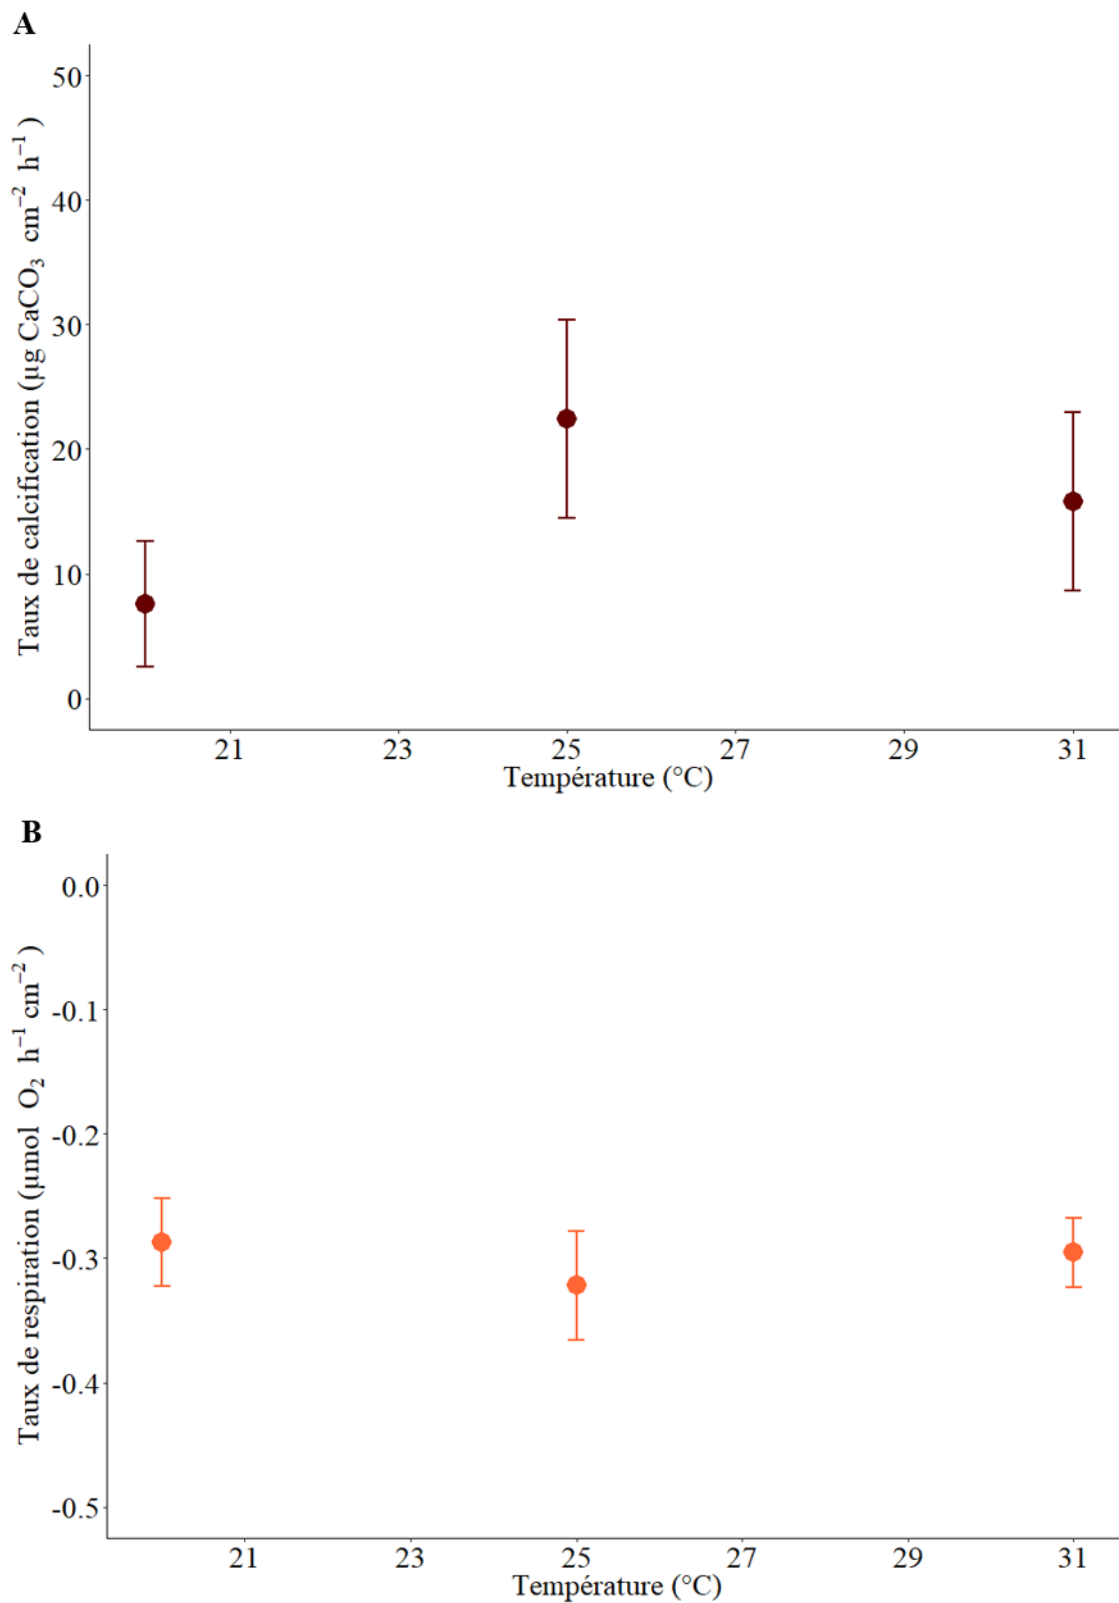 A
Taux de calcification (µg CaCO₃ cm⁻² h⁻¹ )
50
40
30
20
10
0
21 23 25 27 29 31
Température (°C)
B
Taux de respiration (µmol O₂ h⁻¹ cm⁻² )
0.0
-0.1
-0.2
-0.3
-0.4
-0.5
21 23 25 27 29 31
Température (°C)